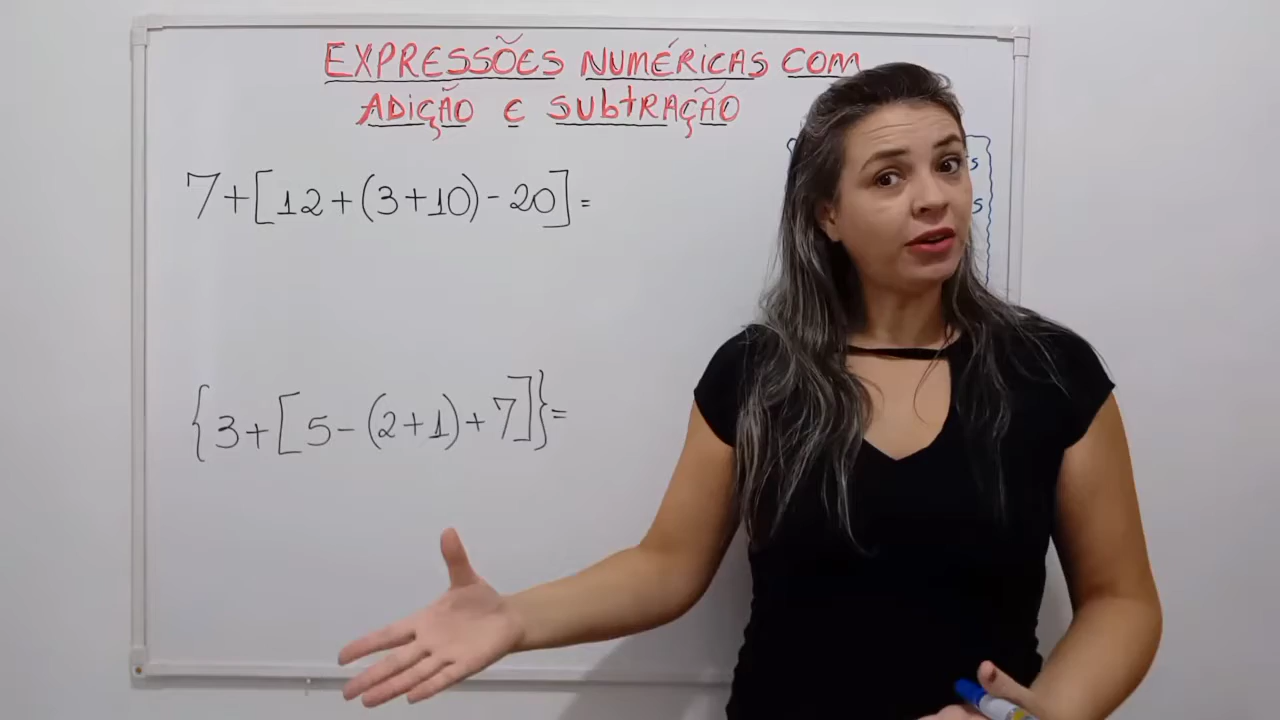 EXPRESSÕES NUMÉRICAS COM
ADIÇÃO E SUBTRAÇÃO
7+[12+(3+10)-20]=
{3+[5-(2+1)+7]}=